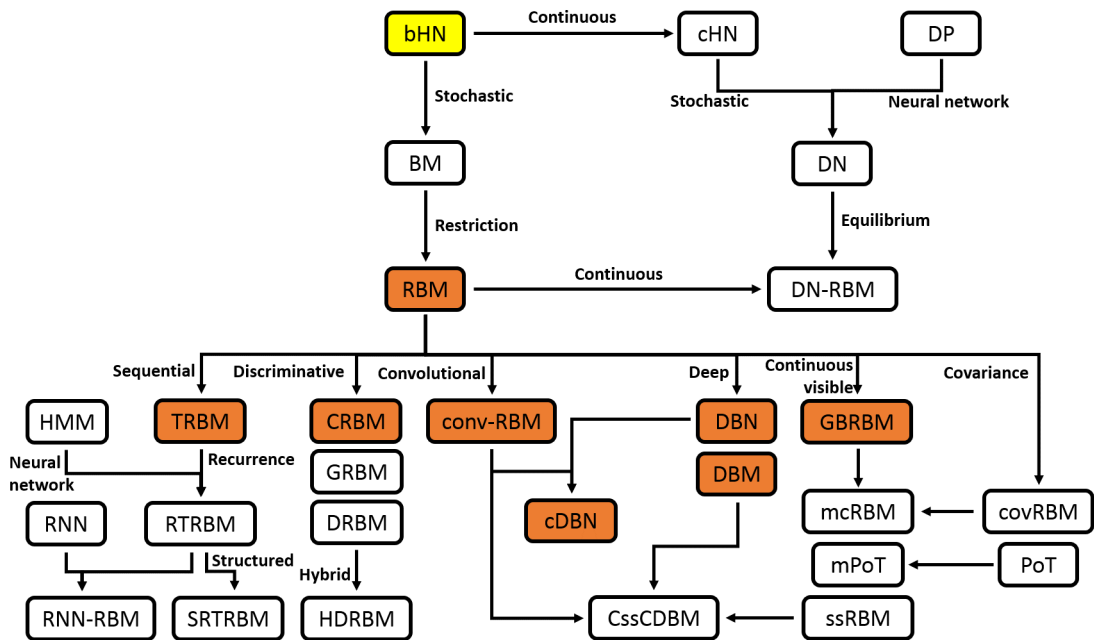 Continuous
bHN
cHN
DP
Stochastic
Stochastic
Neural network
BM
DN
Restriction
Equilibrium
Continuous
RBM
DN-RBM
Sequential
Discriminative
Convolutional
Deep
Continuous
visible
Covariance
HMM
TRBM
CRBM
conv-RBM
DBN
GBRBM
Neural
network
Recurrence
GRBM
DBM
RNN
RTRBM
DRBM
cDBN
mcRBM
covRBM
Structured
Hybrid
mPoT
PoT
RNN-RBM
SRTRBM
HDRBM
CssCDBM
ssRBM